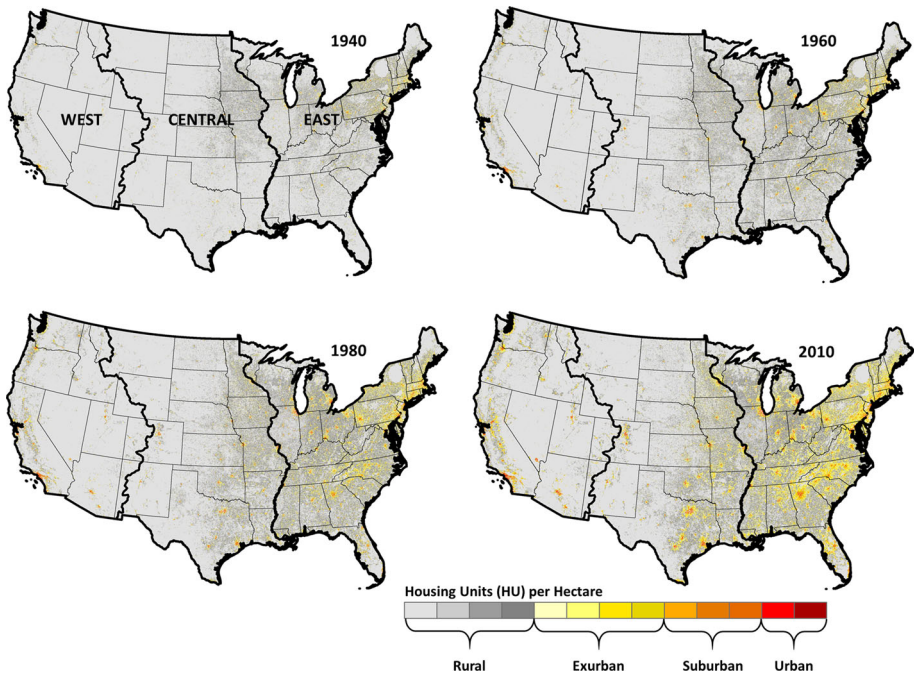 1940
1960
WEST
CENTRAL
EAST
1980
2010
Housing Units (HU) per Hectare
Rural
Exurban
Suburban
Urban